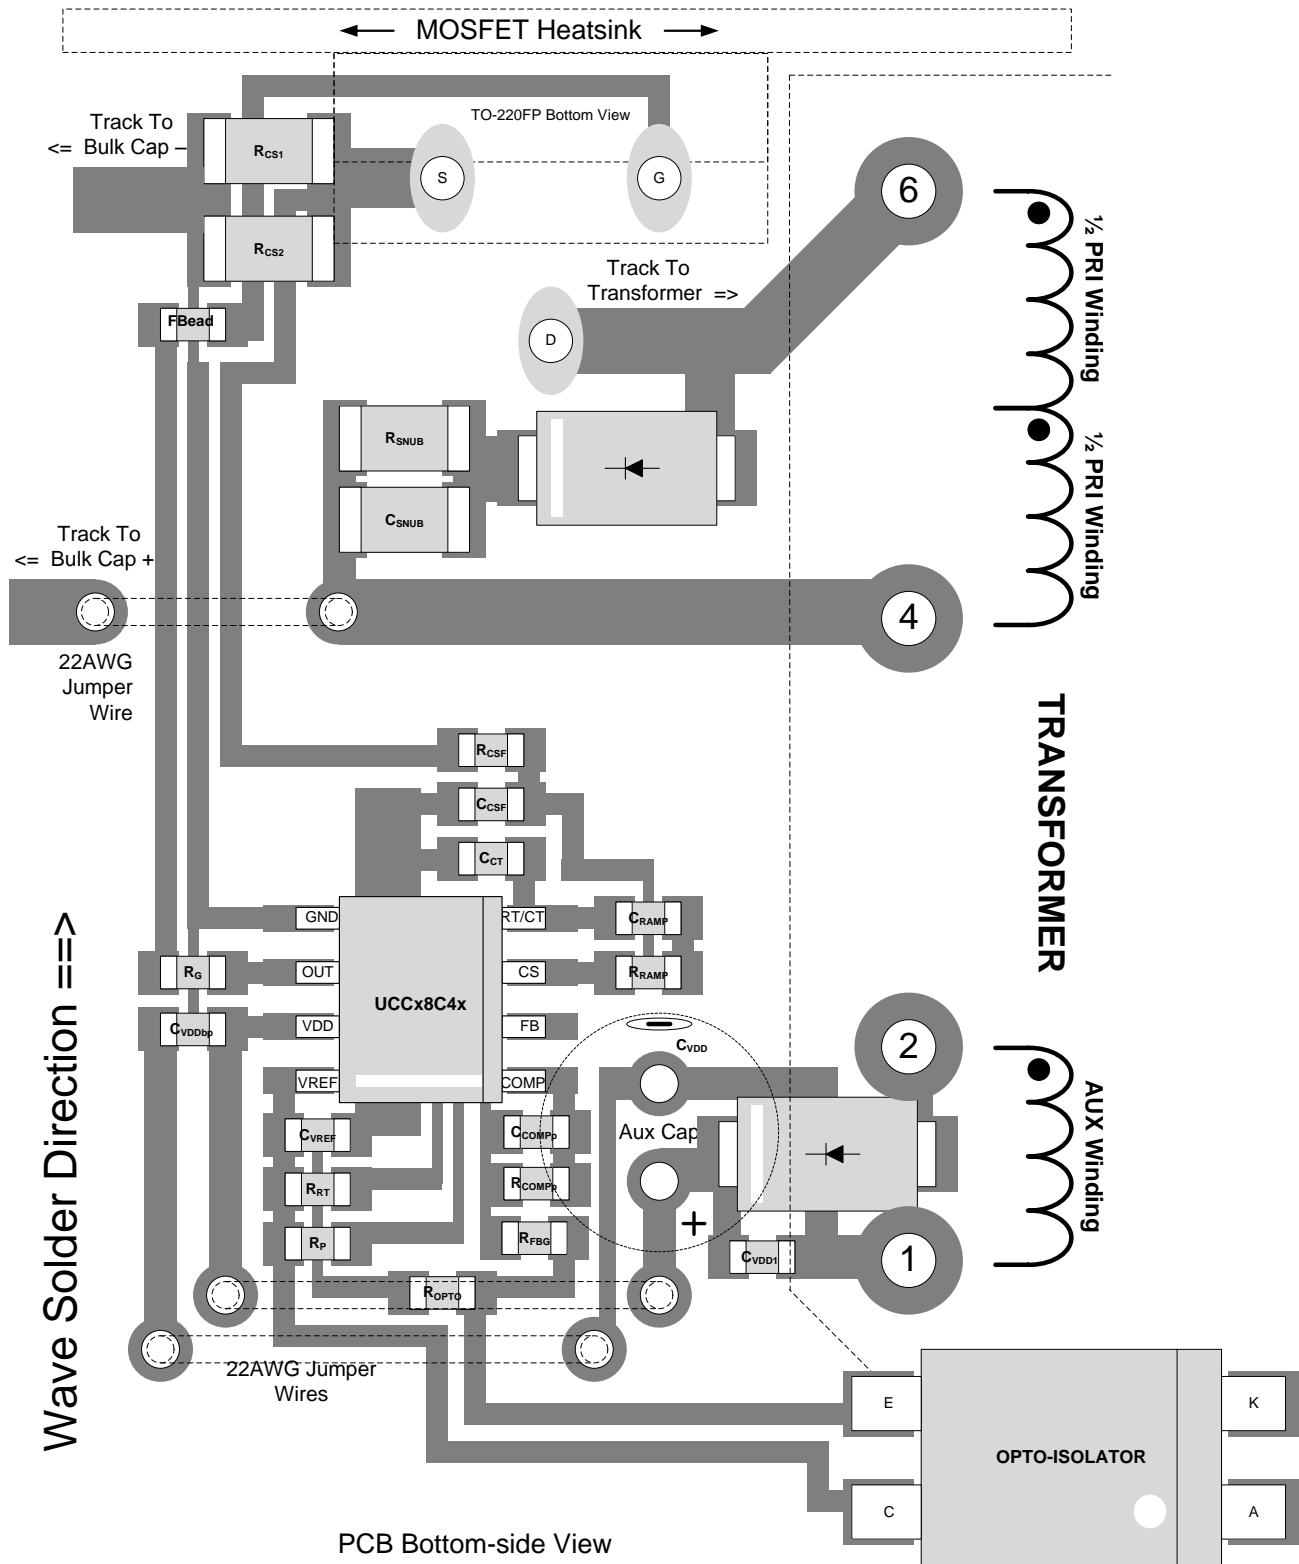 MOSFET Heatsink
Track To
<= Bulk Cap –
TO-220FP Bottom View
RCS1
S
G
6
RCS2
½ PRI Winding
Track To
Transformer =>
FBead
D
RSNUB
½ PRI Winding
CSNUB
Track To
<= Bulk Cap +
4
22AWG
Jumper
Wire
TRANSFORMER
RCSF
CCSF
CCT
GND
RT/CT
CRAMP
RG
OUT
CS
RRAMP
UCCx8C4x
CVDDbp
VDD
FB
–
CVDD
2
VREF
COMP
AUX Winding
CVREF
CCOMPp
Aux Cap
RRT
RCOMPp
+
RP
RFBG
CVDD1
1
ROPTO
22AWG Jumper
Wires
Wave Solder Direction ==>
E
K
OPTO-ISOLATOR
C
A
PCB Bottom-side View